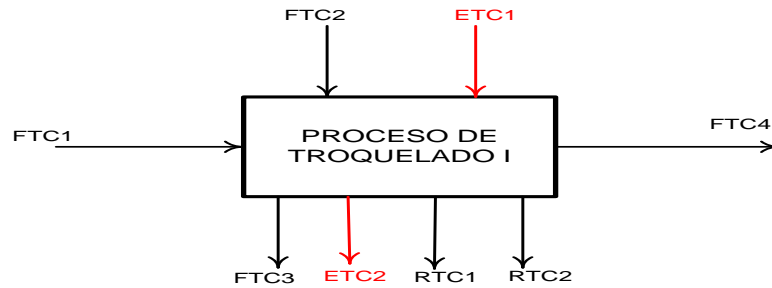 FTC2
ETC1
FTC1
PROCESO DE
TROQUELADO I
FTC4
FTC3
ETC2
RTC1
RTC2